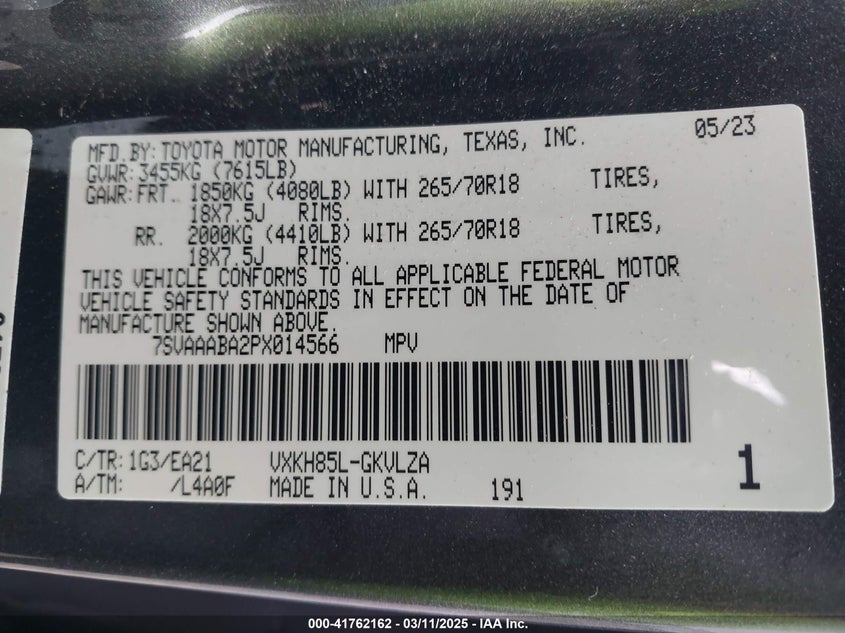 MFD.BY:TOYOTA MOTOR MANUFACTURING, TEXAS, INC. 05/23
GVWR:3455KG (7615LB)
GAWR:FRT. 1850KG (4080LB) WITH 265/70R18 TIRES,
18X7.5J RIMS.
RR. 2000KG (4410LB) WITH 265/70R18 TIRES,
18X7.5J RIMS.
THIS VEHICLE CONFORMS TO ALL APPLICABLE FEDERAL MOTOR
VEHICLE SAFETY STANDARDS IN EFFECT ON THE DATE OF
MANUFACTURE SHOWN ABOVE.
7SVAAABA2PX014566 MPV
C/TR:1G3/EA21 VXKH85L-GKVLZA
A/TM: /L4A0F MADE IN U.S.A. 191 1
000-41762162 - 03/11/2025 - IAA Inc.